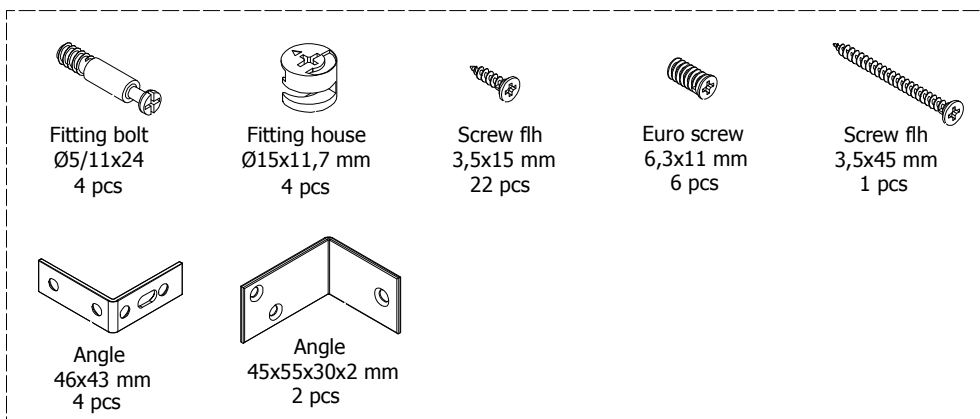 Fitting bolt
Ø5/11x24
4 pcs
Fitting house
Ø15x11,7 mm
4 pcs
Screw flh
3,5x15 mm
22 pcs
Euro screw
6,3x11 mm
6 pcs
Screw flh
3,5x45 mm
1 pcs
Angle
46x43 mm
4 pcs
Angle
45x55x30x2 mm
2 pcs